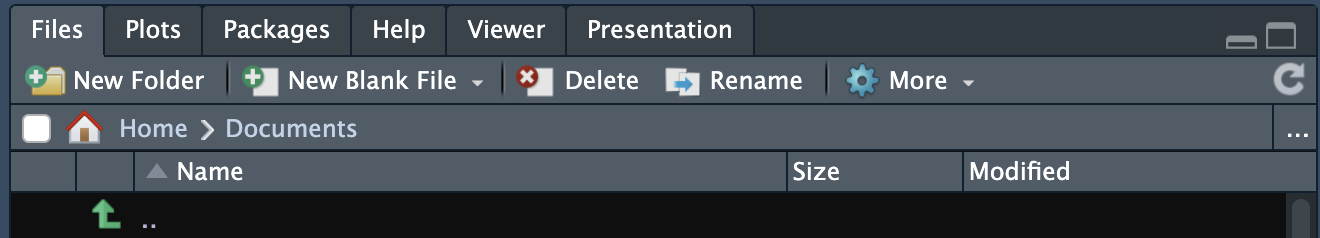 Files Plots Packages Help Viewer Presentation
New Folder New Blank File Delete Rename More
Home Documents ...
Name Size Modified
..